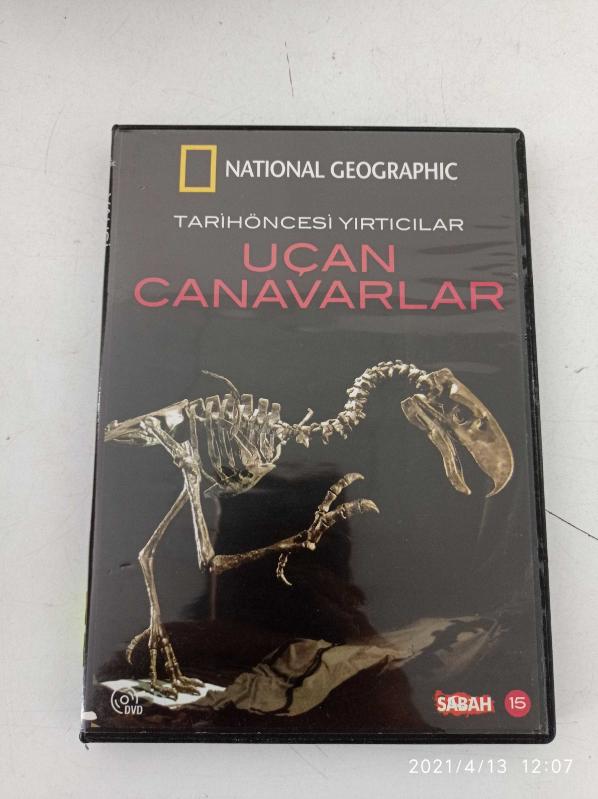 NATIONAL GEOGRAPHIC
TARİHÖNCESİ YIRTICILAR
UÇAN
CANAVARLAR
DVD
SABAH
15
2021/4/13 12:07